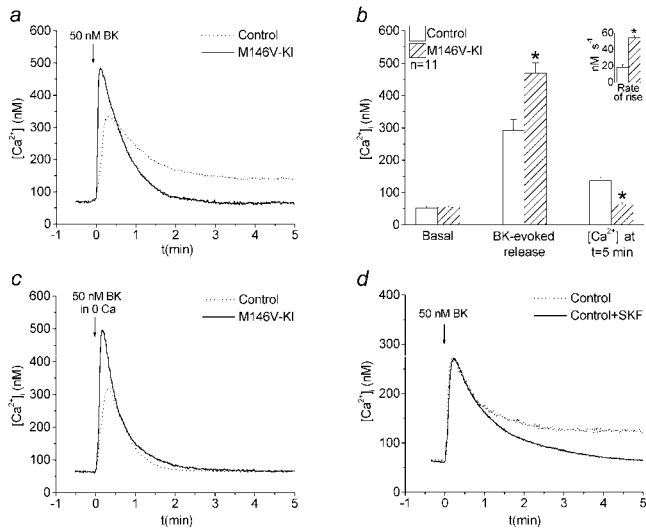 a
50 nM BK
Control
M146V-KI
[Ca2+]i (nM)
600
500
400
300
200
100
0
-1 0 1 2 3 4 5
t(min)
b
Control
M146V-KI
n=11
[Ca2+]i (nM)
600
500
400
300
200
100
0
*
*
Basal
BK-evoked
release
[Ca2+] at
t=5 min
nM s-1
60
40
20
0
*
Rate
of rise
c
50 nM BK
in 0 Ca
Control
M146V-KI
[Ca2+]i (nM)
600
500
400
300
200
100
0
-1 0 1 2 3 4 5
t(min)
d
50 nM BK
Control
Control+SKF
[Ca2+]i (nM)
400
300
200
100
0
-1 0 1 2 3 4 5
t(min)